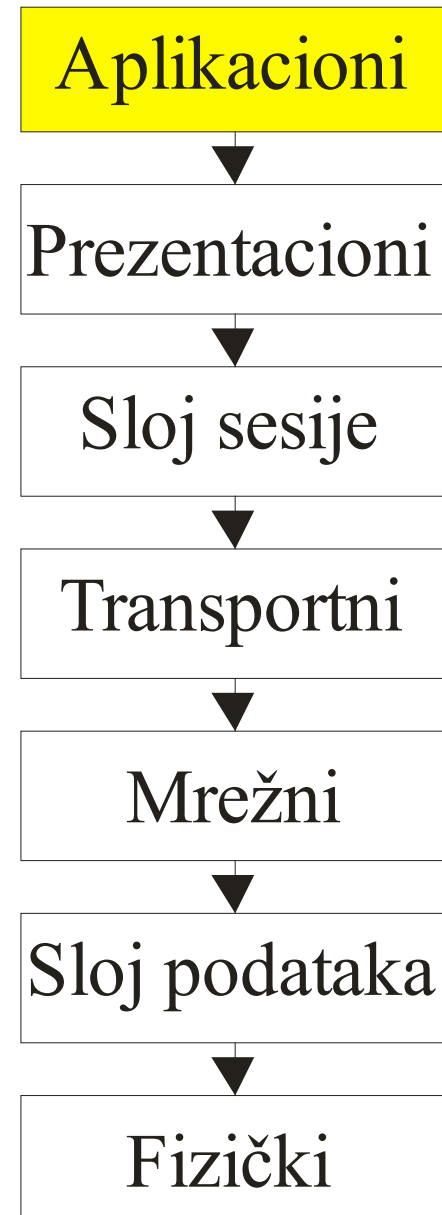 Aplikacioni
Prezentacioni
Sloj sesije
Transportni
Mrežni
Sloj podataka
Fizički